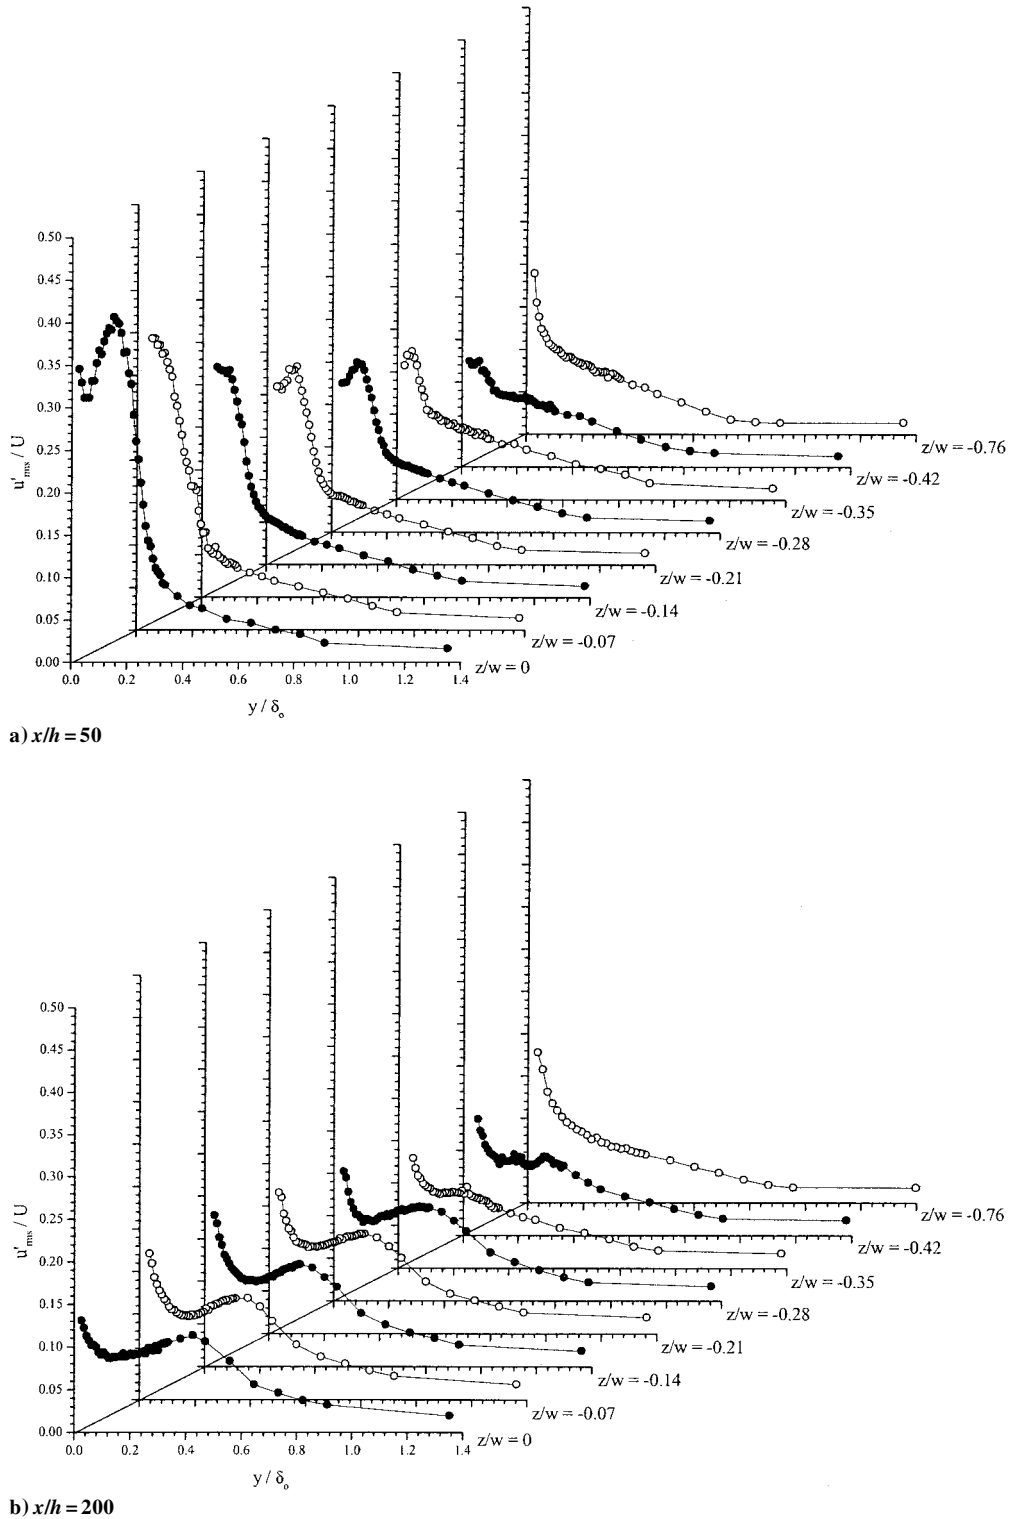 0.50
0.45
0.40
0.35
0.30
0.25
0.20
0.15
0.10
0.05
0.00
u'rms / U
0.0 0.2 0.4 0.6 0.8 1.0 1.2 1.4
y / δo
z/w = -0.76
z/w = -0.42
z/w = -0.35
z/w = -0.28
z/w = -0.21
z/w = -0.14
z/w = -0.07
z/w = 0
a) x/h = 50
0.50
0.45
0.40
0.35
0.30
0.25
0.20
0.15
0.10
0.05
0.00
u'rms / U
0.0 0.2 0.4 0.6 0.8 1.0 1.2 1.4
y / δo
z/w = -0.76
z/w = -0.42
z/w = -0.35
z/w = -0.28
z/w = -0.21
z/w = -0.14
z/w = -0.07
z/w = 0
b) x/h = 200